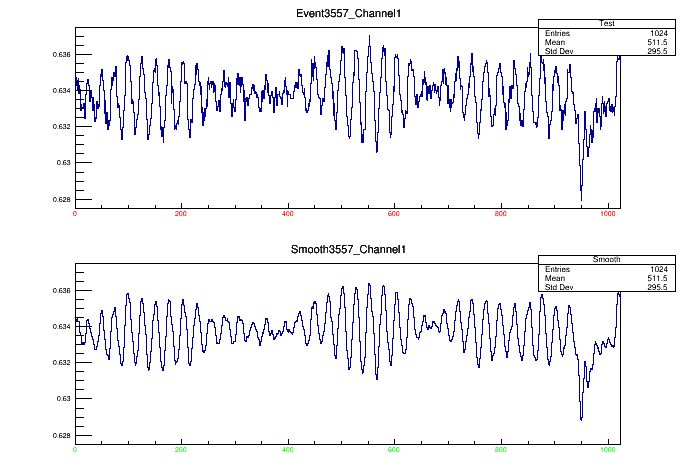 Event3557_Channel1
Test
Entries 1024
Mean 511.5
Std Dev 295.5
0.636
0.634
0.632
0.63
0.628
0 200 400 600 800 1000
Smooth3557_Channel1
Smooth
Entries 1024
Mean 511.5
Std Dev 295.5
0.636
0.634
0.632
0.63
0.628
0 200 400 600 800 1000